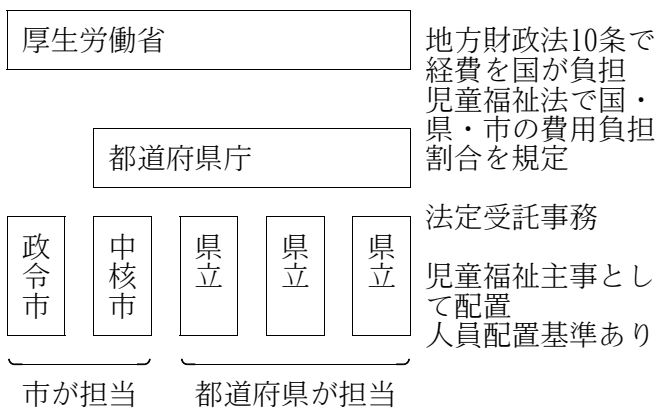 厚生労働省
地方財政法10条で
経費を国が負担
児童福祉法で国・
県・市の費用負担
割合を規定
都道府県庁
法定受託事務
政令市
中核市
県立
県立
県立
児童福祉主事とし
て配置
人員配置基準あり
市が担当
都道府県が担当